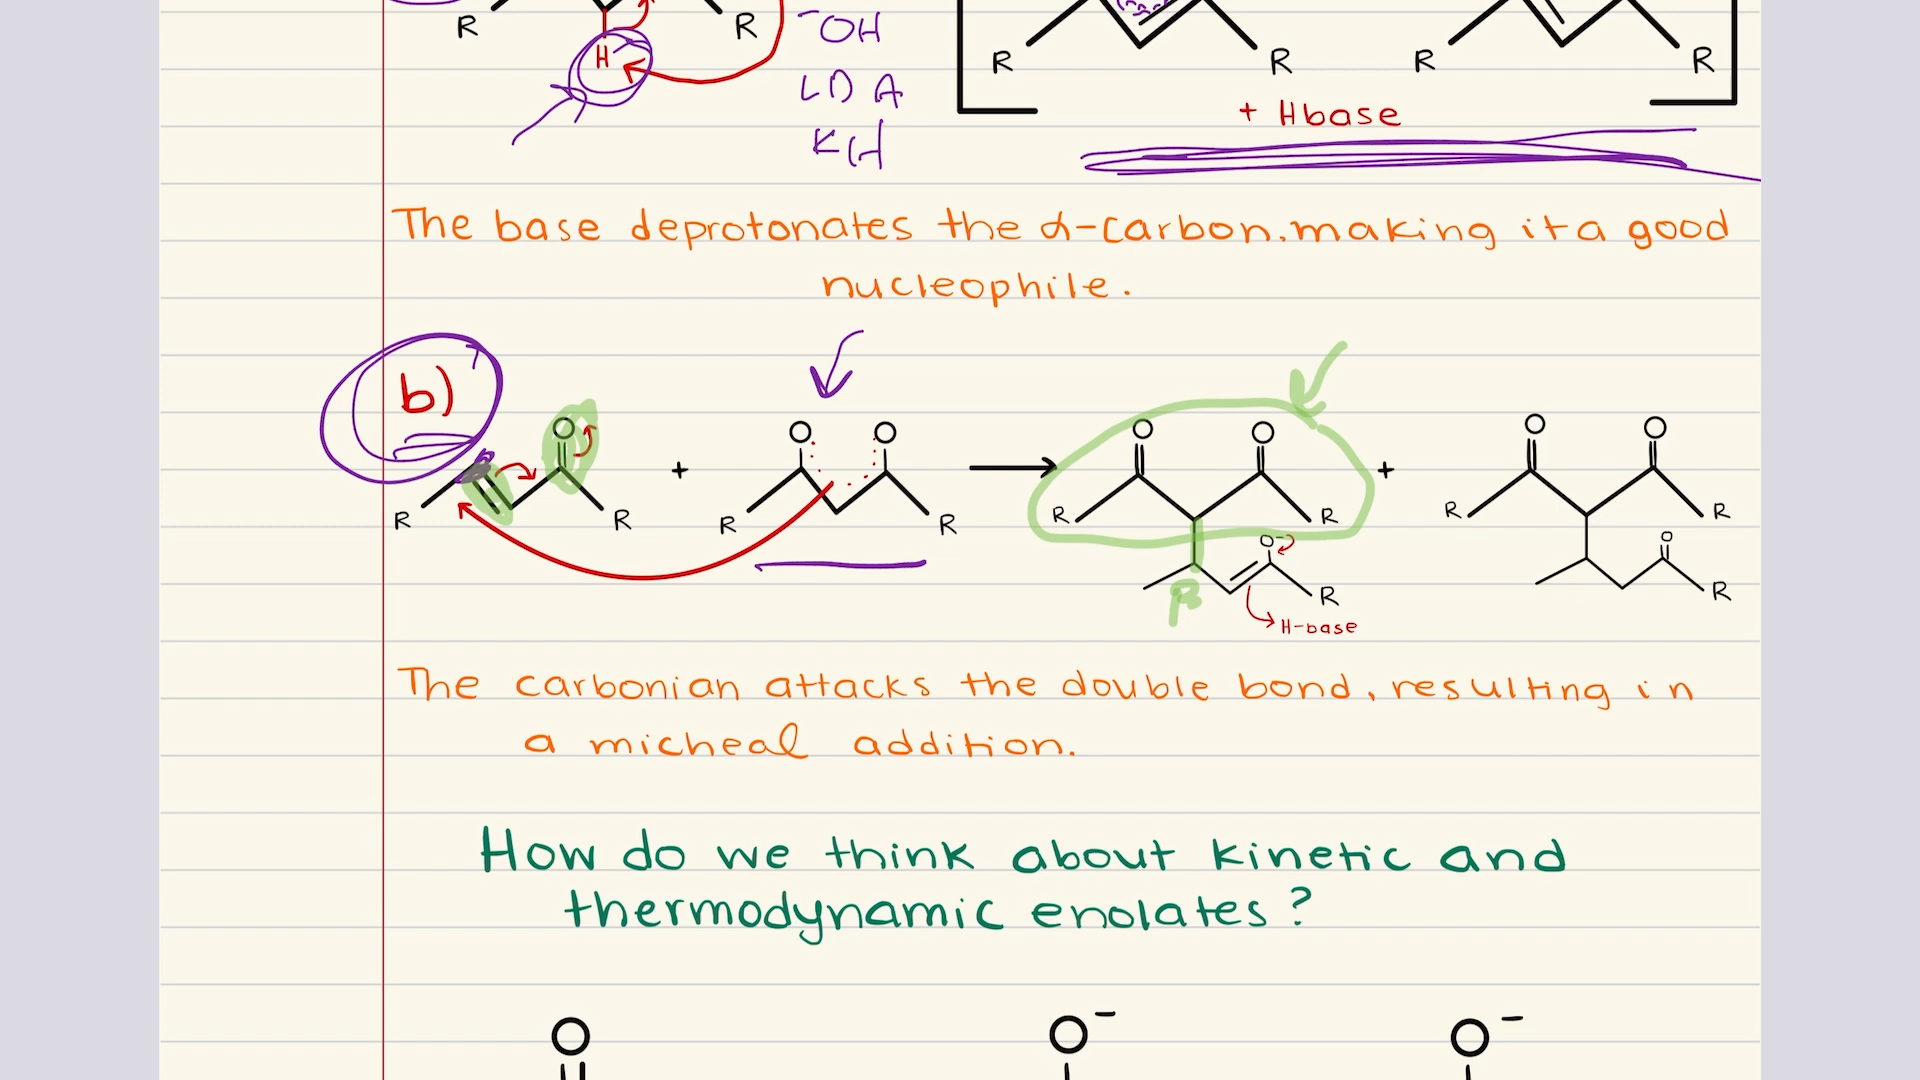 R
R
H
⁻OH
LDA
KH
R
R
R
R
+ Hbase
The base deprotonates the α-carbon, making it a good
nucleophile.
b)
O
R
R
+
O
O
R
R
O
O
R
R
O⁻
R
β
H-base
+
O
O
R
R
O
R
The carbonian attacks the double bond, resulting in
a micheal addition.
How do we think about kinetic and
thermodynamic enolates?
O
O⁻
O⁻